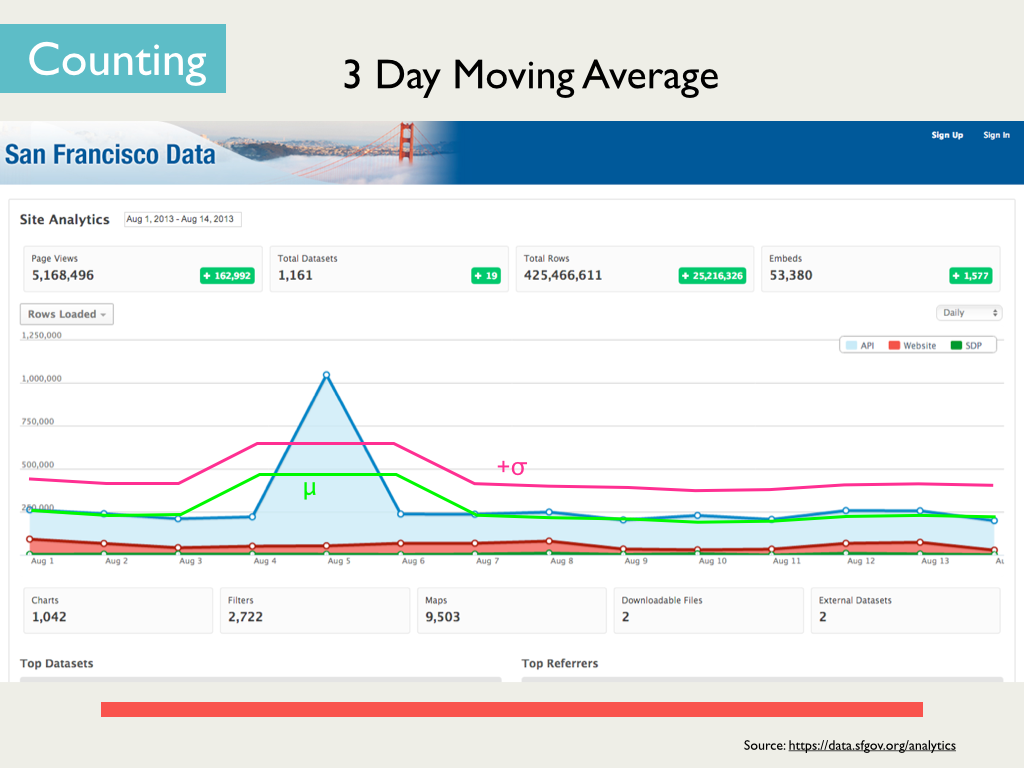 Counting
3 Day Moving Average
San Francisco Data
Sign Up Sign In
Site Analytics Aug 1, 2013 - Aug 14, 2013
Page Views Total Datasets Total Rows Embeds
5,168,496 + 162,992 1,161 + 19 425,466,611 + 25,216,326 53,380 + 1,577
Rows Loaded Daily
1,250,000
API Website SDP
1,000,000
750,000
500,000
+σ
μ
250,000
Aug 1 Aug 2 Aug 3 Aug 4 Aug 5 Aug 6 Aug 7 Aug 8 Aug 9 Aug 10 Aug 11 Aug 12 Aug 13
Charts Filters Maps Downloadable Files External Datasets
1,042 2,722 9,503 2 2
Top Datasets Top Referrers
Source: https://data.sfgov.org/analytics